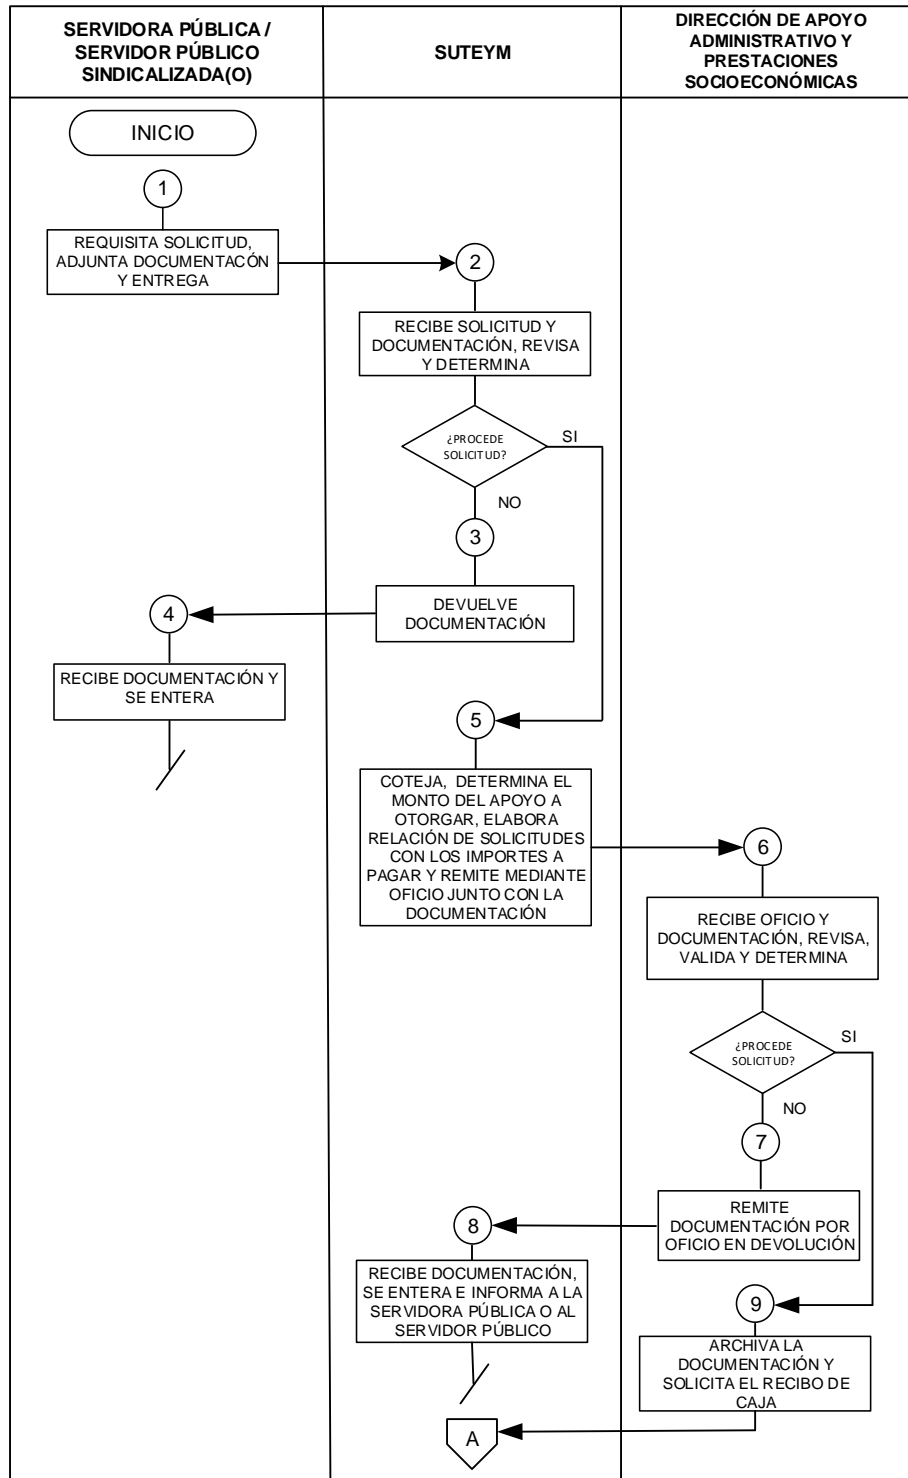 SERVIDORA PÚBLICA /
SERVIDOR PÚBLICO
SINDICALIZADA(O)
SUTEYM
DIRECCIÓN DE APOYO
ADMINISTRATIVO Y
PRESTACIONES
SOCIOECONÓMICAS
INICIO
1
REQUISITA SOLICITUD,
ADJUNTA DOCUMENTACÓN
Y ENTREGA
2
RECIBE SOLICITUD Y
DOCUMENTACIÓN, REVISA
Y DETERMINA
¿PROCEDE
SOLICITUD?
SI
NO
3
DEVUELVE
DOCUMENTACIÓN
4
RECIBE DOCUMENTACIÓN Y
SE ENTERA
5
COTEJA, DETERMINA EL
MONTO DEL APOYO A
OTORGAR, ELABORA
RELACIÓN DE SOLICITUDES
CON LOS IMPORTES A
PAGAR Y REMITE MEDIANTE
OFICIO JUNTO CON LA
DOCUMENTACIÓN
6
RECIBE OFICIO Y
DOCUMENTACIÓN, REVISA,
VALIDA Y DETERMINA
¿PROCEDE
SOLICITUD?
SI
NO
7
REMITE
DOCUMENTACIÓN POR
OFICIO EN DEVOLUCIÓN
8
RECIBE DOCUMENTACIÓN,
SE ENTERA E INFORMA A LA
SERVIDORA PÚBLICA O AL
SERVIDOR PÚBLICO
9
ARCHIVA LA
DOCUMENTACIÓN Y
SOLICITA EL RECIBO DE
CAJA
A